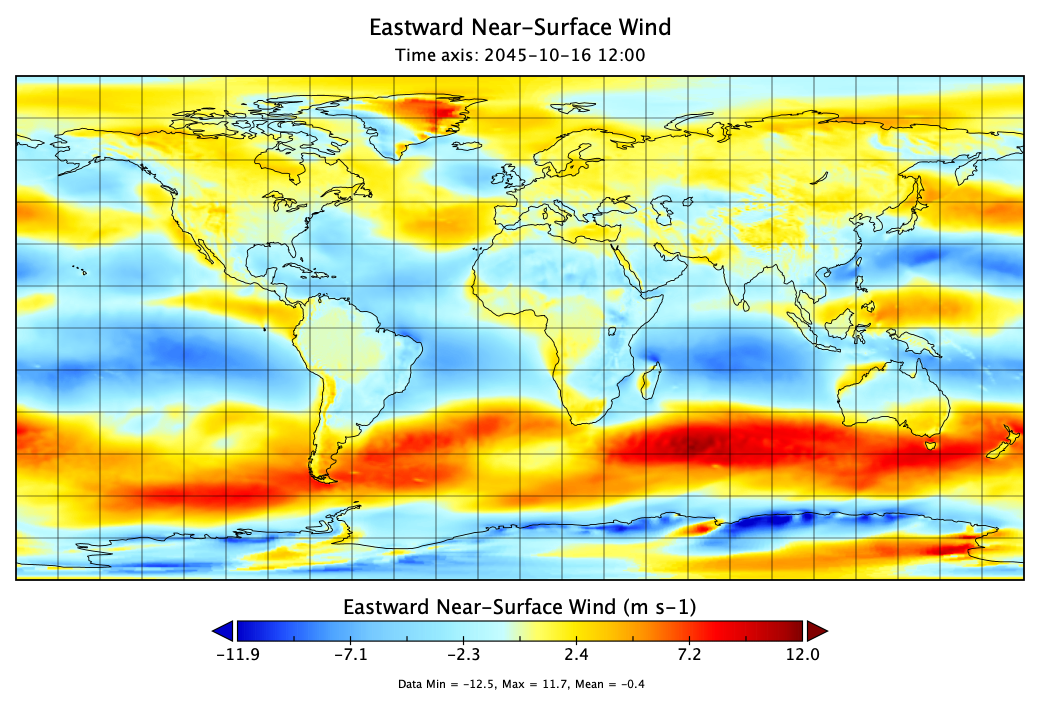 Eastward Near-Surface Wind
Time axis: 2045-10-16 12:00
Eastward Near-Surface Wind (m s-1)
-11.9 -7.1 -2.3 2.4 7.2 12.0
Data Min = -12.5, Max = 11.7, Mean = -0.4